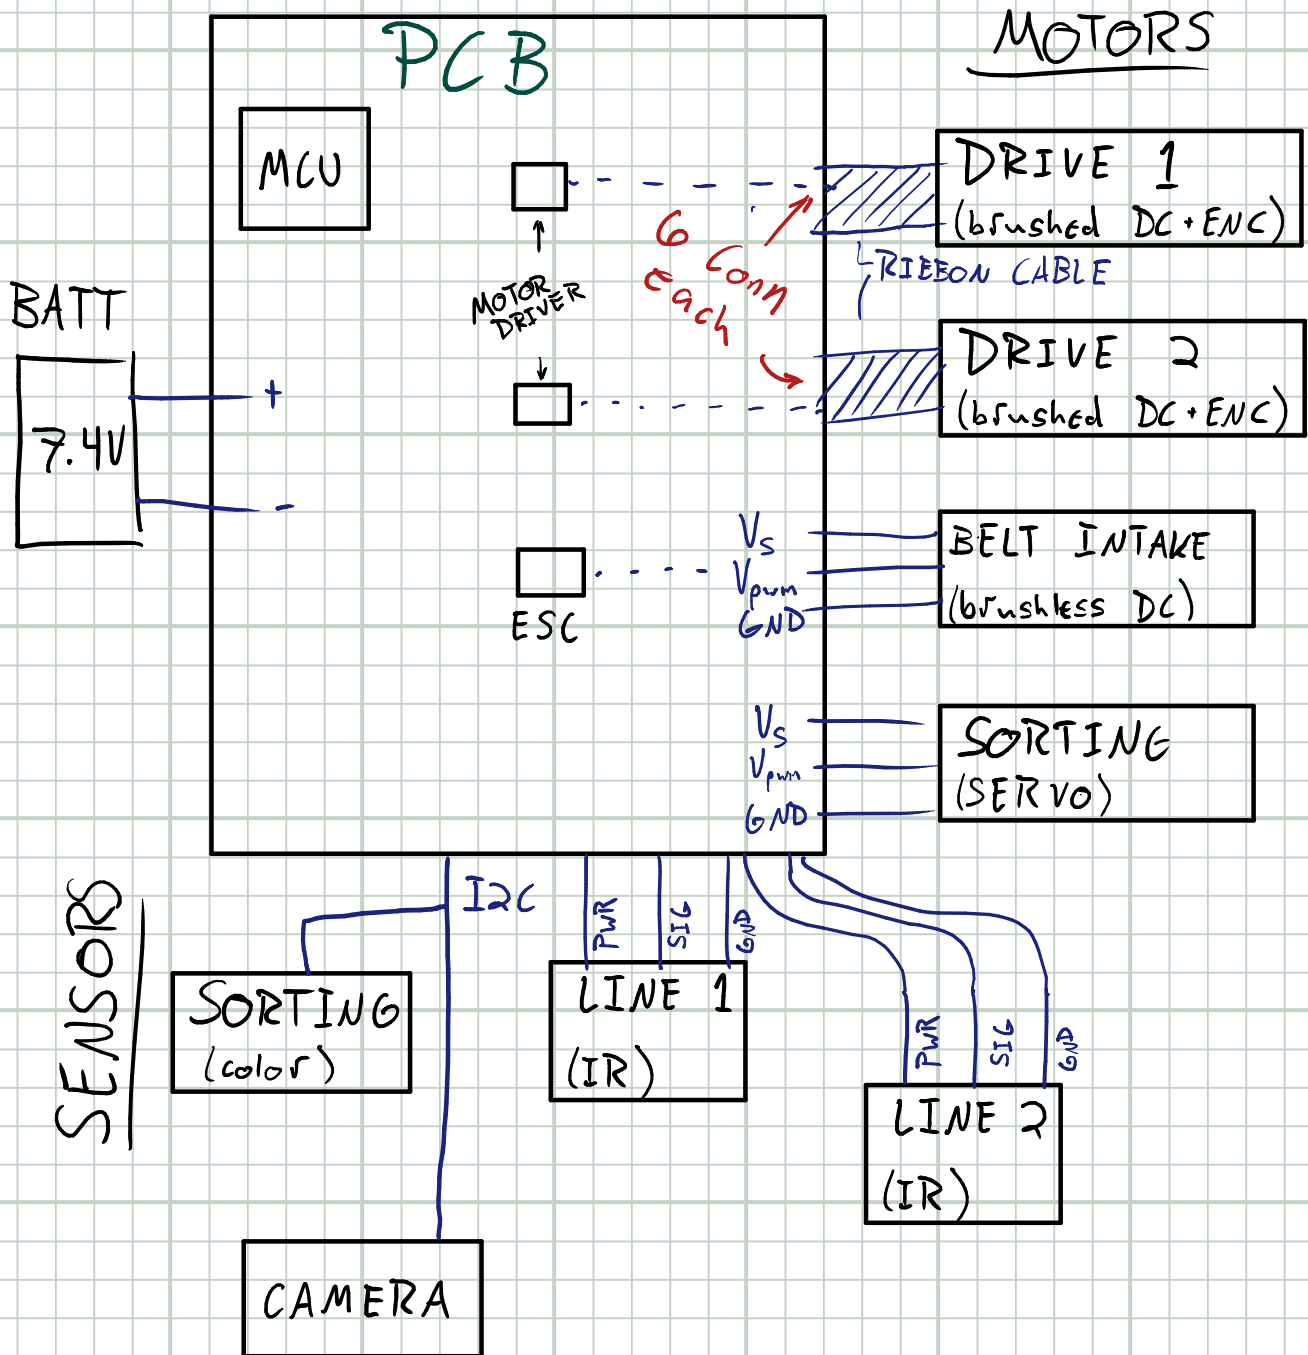 PCB
MOTORS
MCU
DRIVE 1
(brushed DC + ENC)
6 Conn
each
RIBBON CABLE
MOTOR
DRIVER
BATT
7.4V
+
-
DRIVE 2
(brushed DC + ENC)
ESC
Vs
Vpwm
GND
BELT INTAKE
(brushless DC)
Vs
Vpwm
GND
SORTING
(SERVO)
SENSORS
I2C
PWR
SIG
GND
SORTING
(color)
LINE 1
(IR)
PWR
SIG
GND
LINE 2
(IR)
CAMERA